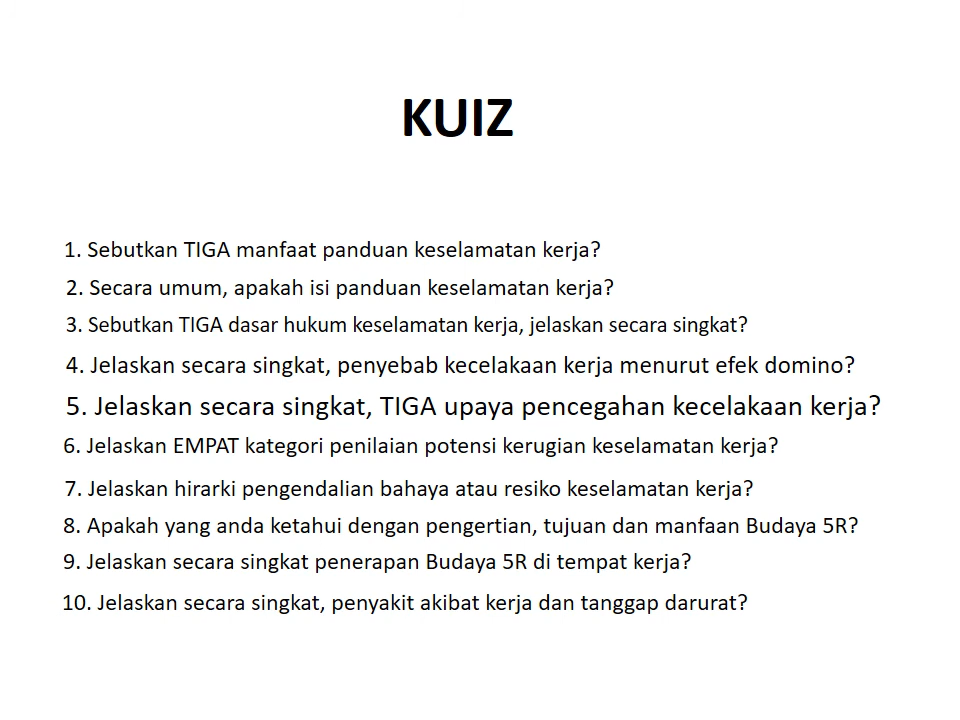 KUIZ
1. Sebutkan TIGA manfaat panduan keselamatan kerja?
2. Secara umum, apakah isi panduan keselamatan kerja?
3. Sebutkan TIGA dasar hukum keselamatan kerja, jelaskan secara singkat?
4. Jelaskan secara singkat, penyebab kecelakaan kerja menurut efek domino?
5. Jelaskan secara singkat, TIGA upaya pencegahan kecelakaan kerja?
6. Jelaskan EMPAT kategori penilaian potensi kerugian keselamatan kerja?
7. Jelaskan hirarki pengendalian bahaya atau resiko keselamatan kerja?
8. Apakah yang anda ketahui dengan pengertian, tujuan dan manfaan Budaya 5R?
9. Jelaskan secara singkat penerapan Budaya 5R di tempat kerja?
10. Jelaskan secara singkat, penyakit akibat kerja dan tanggap darurat?